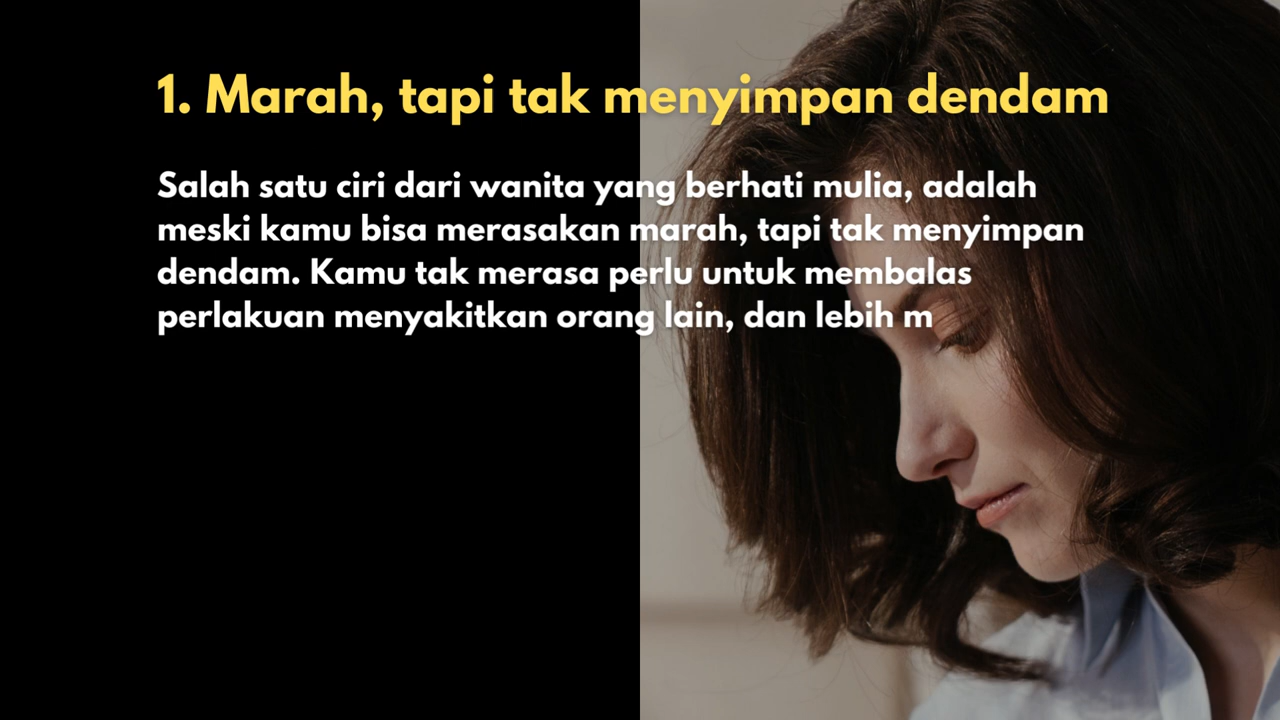 1. Marah, tapi tak menyimpan dendam
Salah satu ciri dari wanita yang berhati mulia, adalah
meski kamu bisa merasakan marah, tapi tak menyimpan
dendam. Kamu tak merasa perlu untuk membalas
perlakuan menyakitkan orang lain, dan lebih m